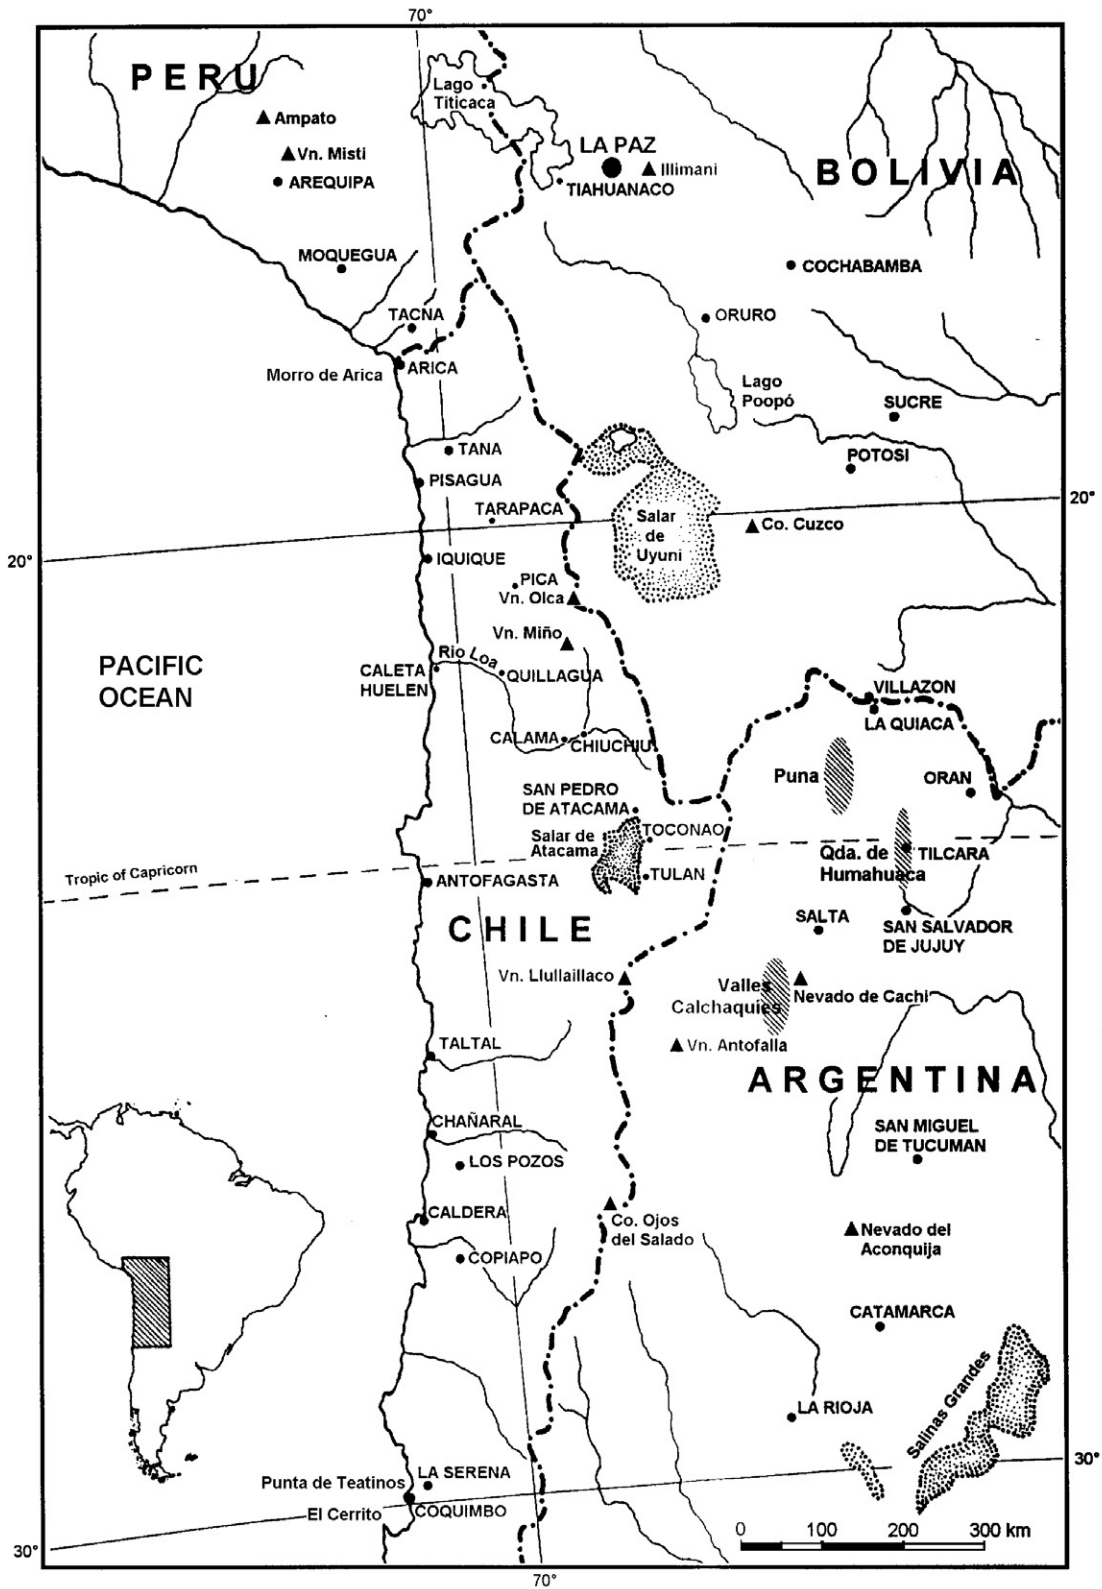 70°
PERU
Lago
Titicaca
Ampato
LA PAZ
Vn. Misti
Illimani
BOLIVIA
AREQUIPA
TIAHUANACO
MOQUEGUA
COCHABAMBA
TACNA
ORURO
ARICA
Morro de Arica
Lago
Poopó
SUCRE
TANA
POTOSI
PISAGUA
TARAPACA
20°
Salar
de
Uyuni
Co. Cuzco
20°
IQUIQUE
PICA
Vn. Olca
Vn. Miño
Rio Loa
PACIFIC
OCEAN
CALETA
HUELEN
QUILLAGUA
VILLAZON
LA QUIACA
CALAMA
CHIUCHIU
Puna
ORAN
SAN PEDRO
DE ATACAMA
Salar de
Atacama
TOCONAO
Qda. de
Humahuaca
TILCARA
Tropic of Capricorn
ANTOFAGASTA
TULAN
CHILE
SALTA
SAN SALVADOR
DE JUJUY
Vn. Llullaillaco
Valles
Calchaquíes
Nevado de Cachi
TALTAL
Vn. Antofalla
ARGENTINA
CHAÑARAL
SAN MIGUEL
DE TUCUMAN
LOS POZOS
CALDERA
Co. Ojos
del Salado
Nevado del
Aconquija
COPIAPO
CATAMARCA
Salinas Grandes
LA RIOJA
30°
LA SERENA
Punta de Teatinos
El Cerrito
COQUIMBO
0 100 200 300 km
30°
70°